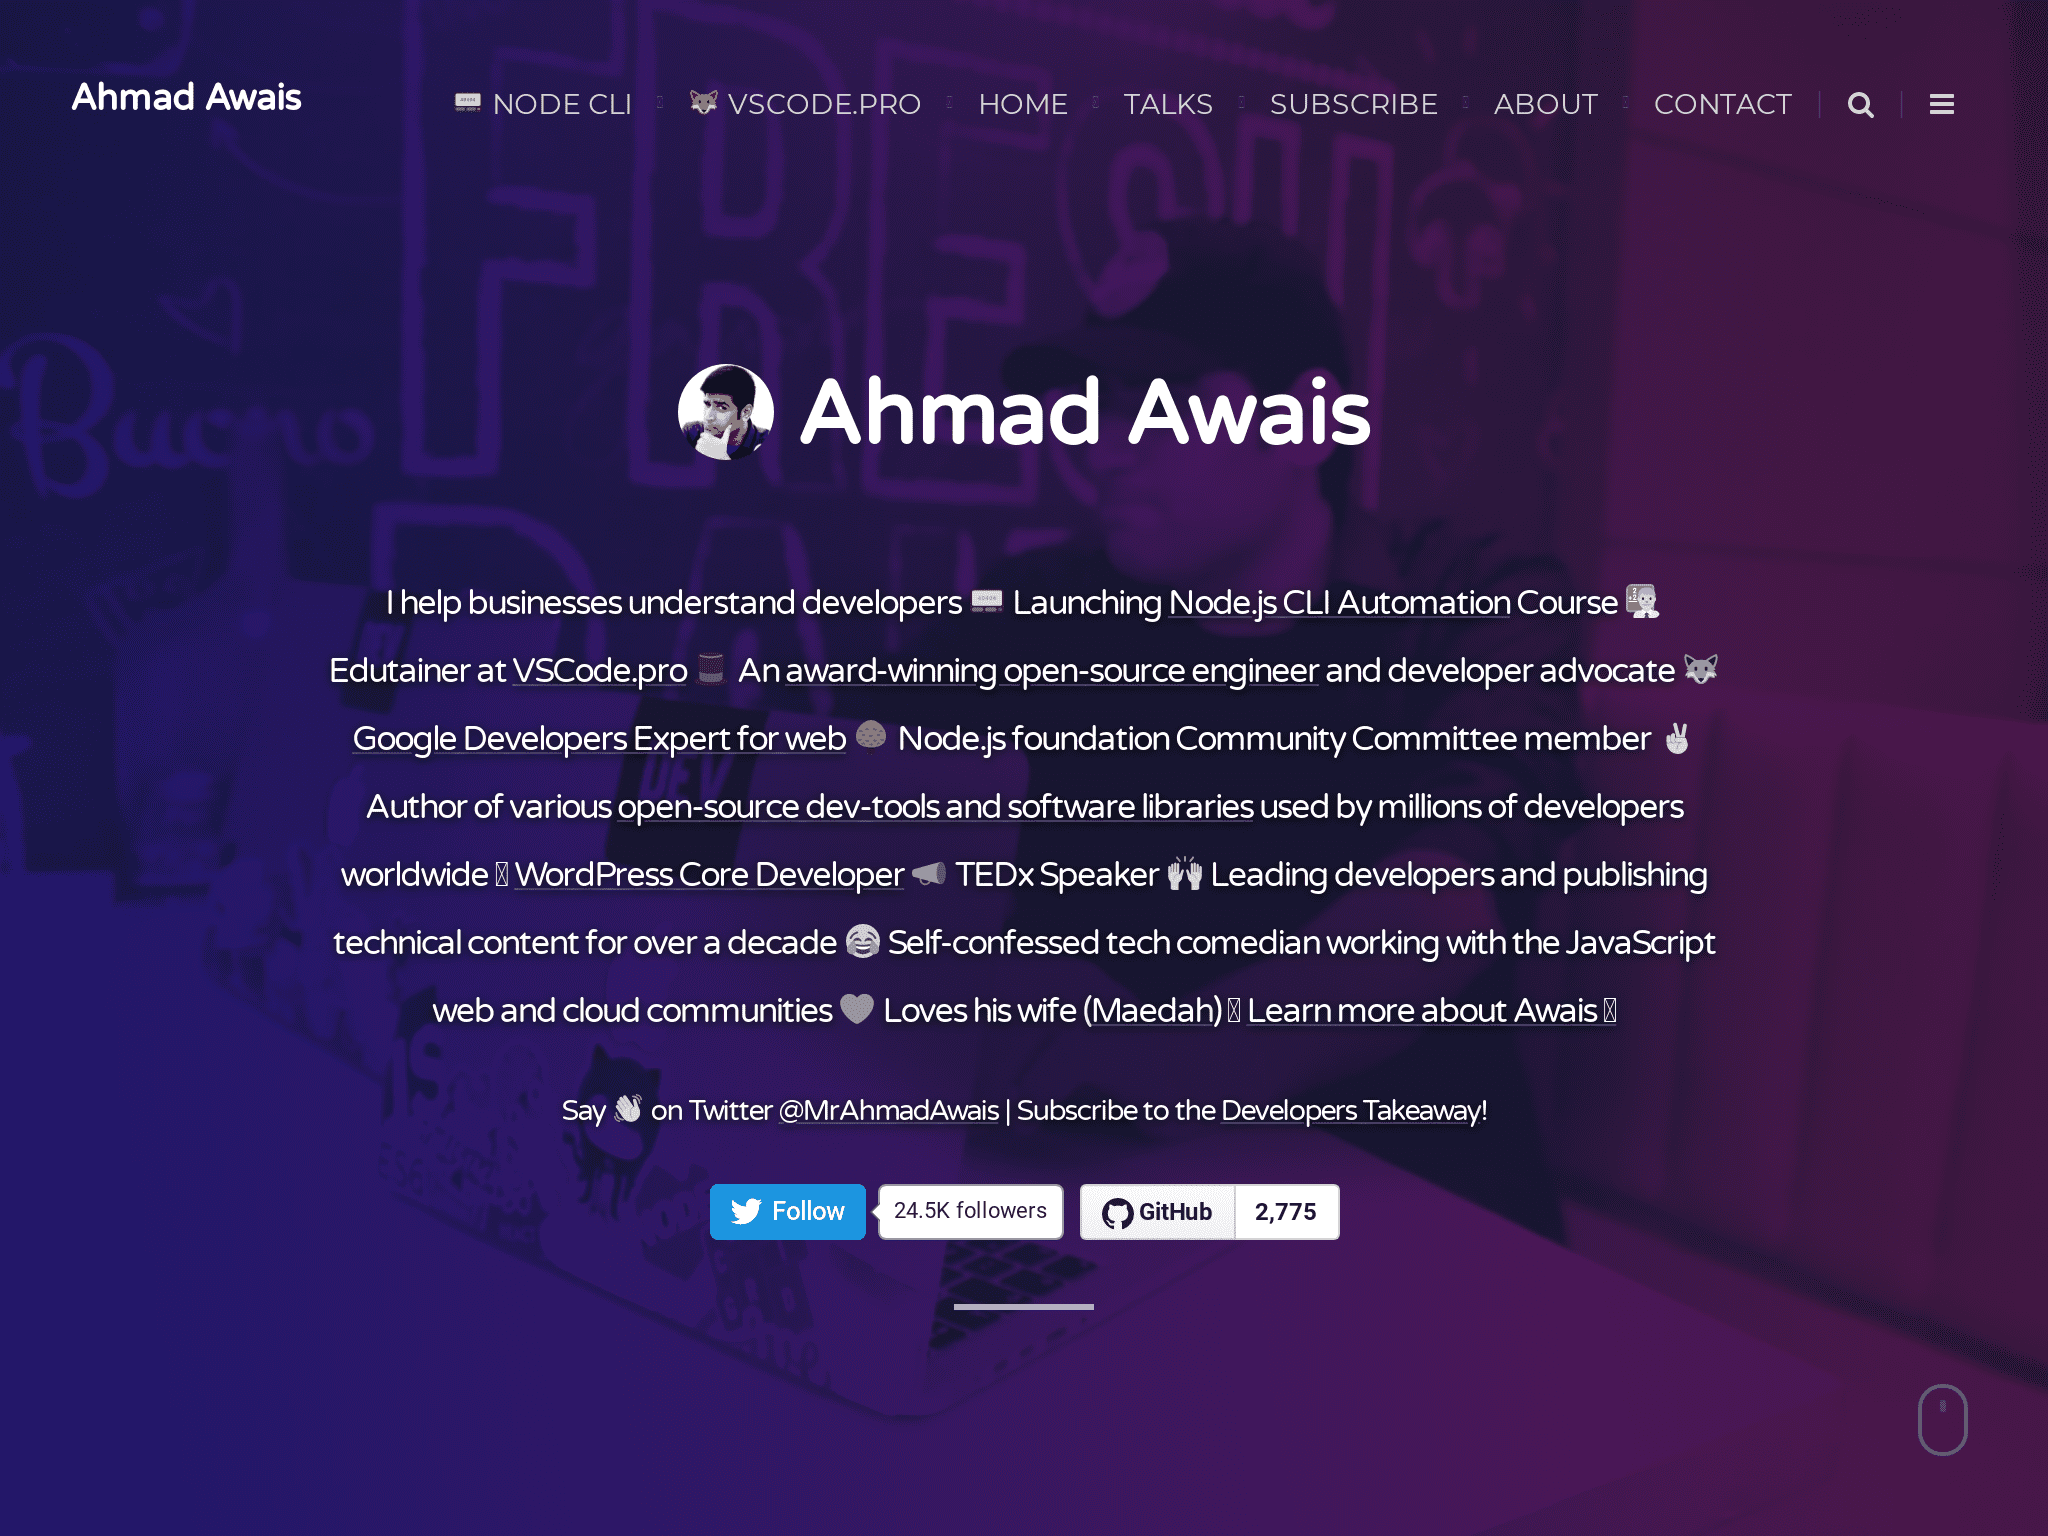 Ahmad Awais
NODE CLI VSCODE.PRO HOME TALKS SUBSCRIBE ABOUT CONTACT
FRESH
Bueno
Ahmad Awais
I help businesses understand developers Launching Node.js CLI Automation Course
Edutainer at VSCode.pro An award-winning open-source engineer and developer advocate
Google Developers Expert for web Node.js foundation Community Committee member
DEV
Author of various open-source dev-tools and software libraries used by millions of developers
worldwide WordPress Core Developer TEDx Speaker Leading developers and publishing
technical content for over a decade Self-confessed tech comedian working with the JavaScript
web and cloud communities Loves his wife (Maedah) Learn more about Awais
JS
Say on Twitter @MrAhmadAwais | Subscribe to the Developers Takeaway!
Follow 24.5K followers GitHub 2,775